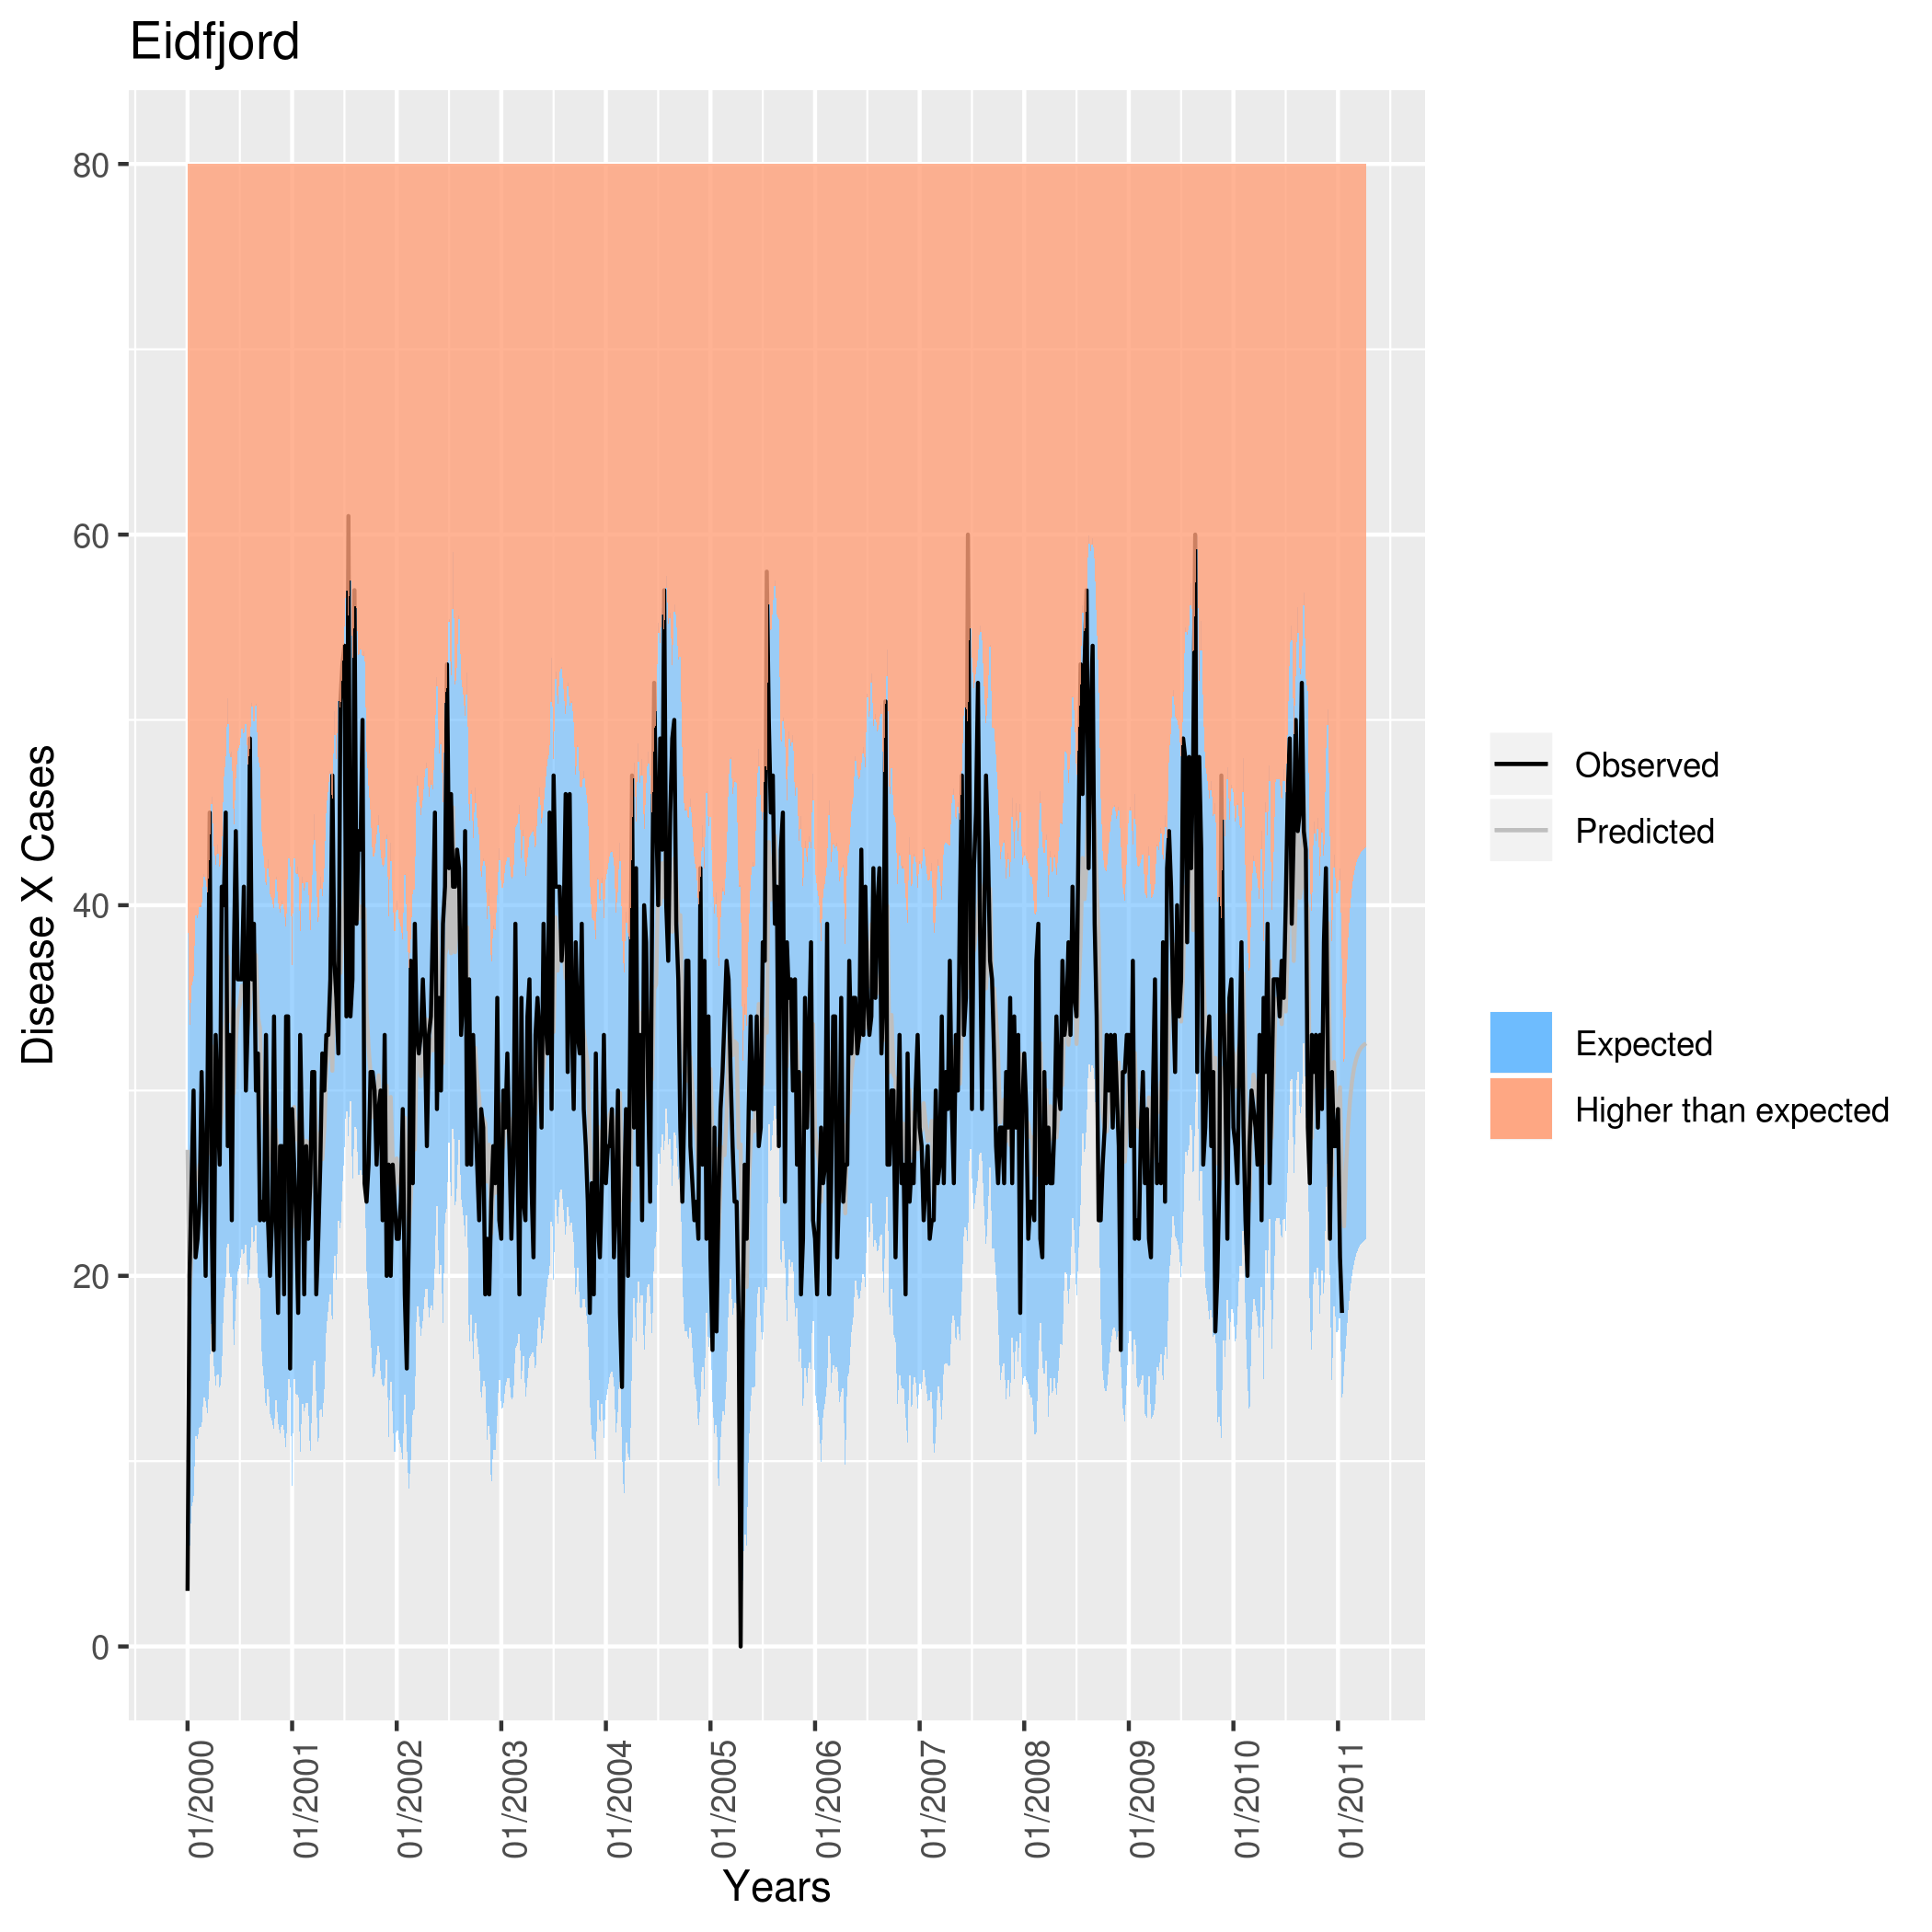 Eidfjord
Disease X Cases
80
60
40
20
0
01/2000
01/2001
01/2002
01/2003
01/2004
01/2005
01/2006
01/2007
01/2008
01/2009
01/2010
01/2011
Years
Observed
Predicted
Expected
Higher than expected